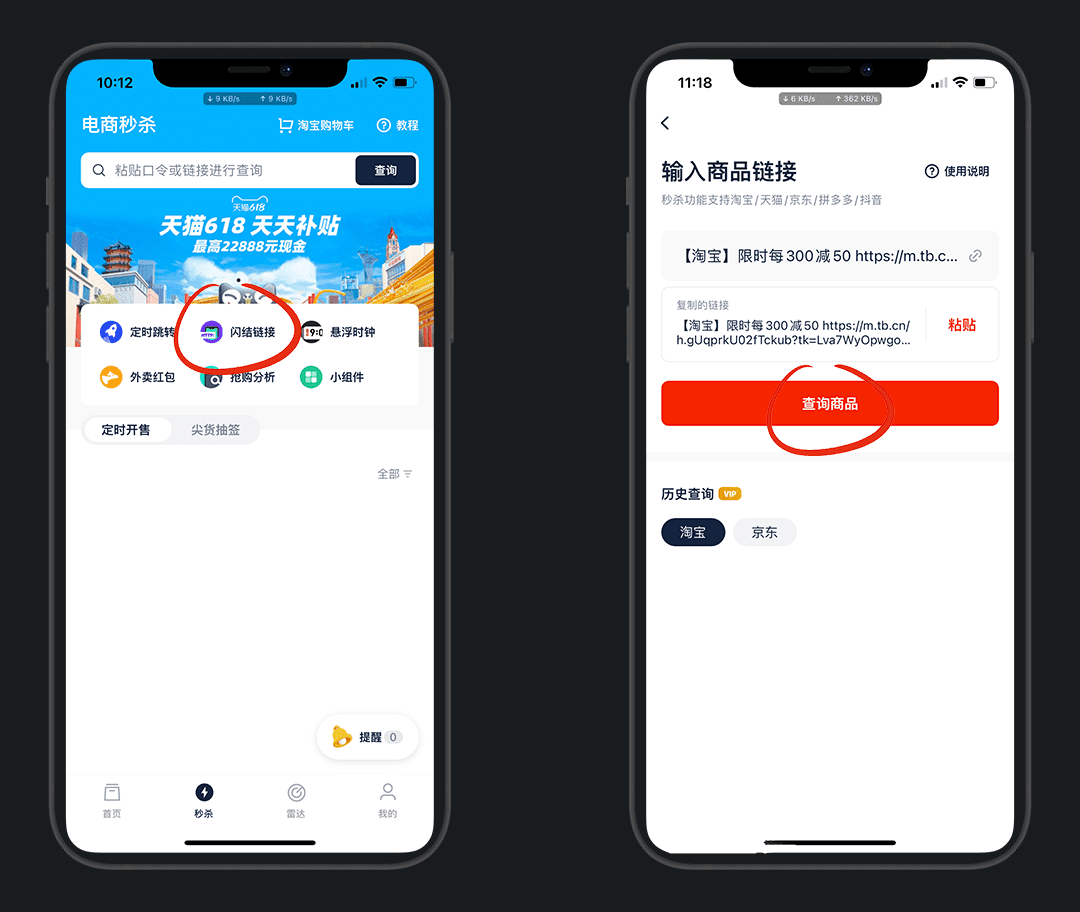 10:12
↓ 9 KB/s ↑ 9 KB/s
电商秒杀
淘宝购物车
教程
粘贴口令或链接进行查询
查询
天猫618
天猫618 天天补贴
最高22888元现金
定时跳转
闪结链接
悬浮时钟
外卖红包
抢购分析
小组件
定时开售
尖货抽签
全部
提醒 0
首页
秒杀
雷达
我的
11:18
↓ 6 KB/s ↑ 362 KB/s
输入商品链接
使用说明
秒杀功能支持淘宝/天猫/京东/拼多多/抖音
【淘宝】限时每300减50 https://m.tb.c...
复制的链接
【淘宝】限时每300减50 https://m.tb.cn/
h.gUqprkU02fTckub?tk=Lva7WyOpwgo...
粘贴
查询商品
历史查询 VIP
淘宝
京东